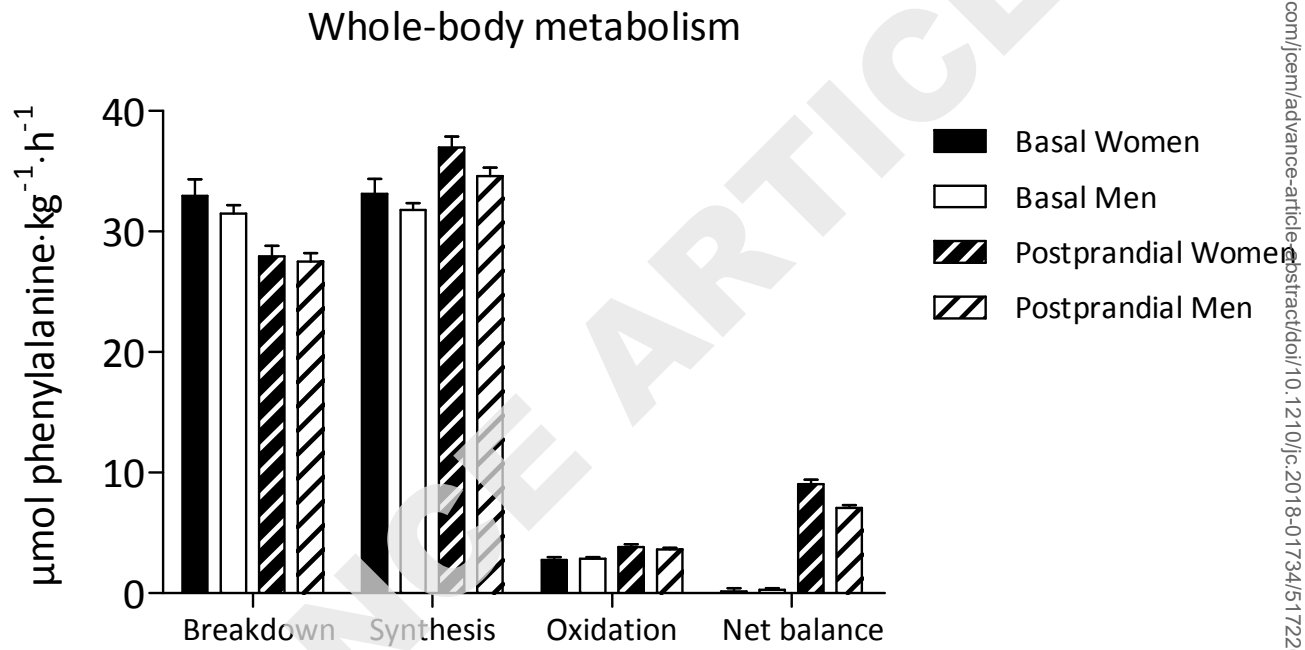 Whole-body metabolism
µmol phenylalanine·kg⁻¹·h⁻¹
40
30
20
10
0
Breakdown
Synthesis
Oxidation
Net balance
Basal Women
Basal Men
Postprandial Women
Postprandial Men
NCE ARTICLE
com/jcem/advance-article-abstract/doi/10.1210/jc.2018-01734/51722